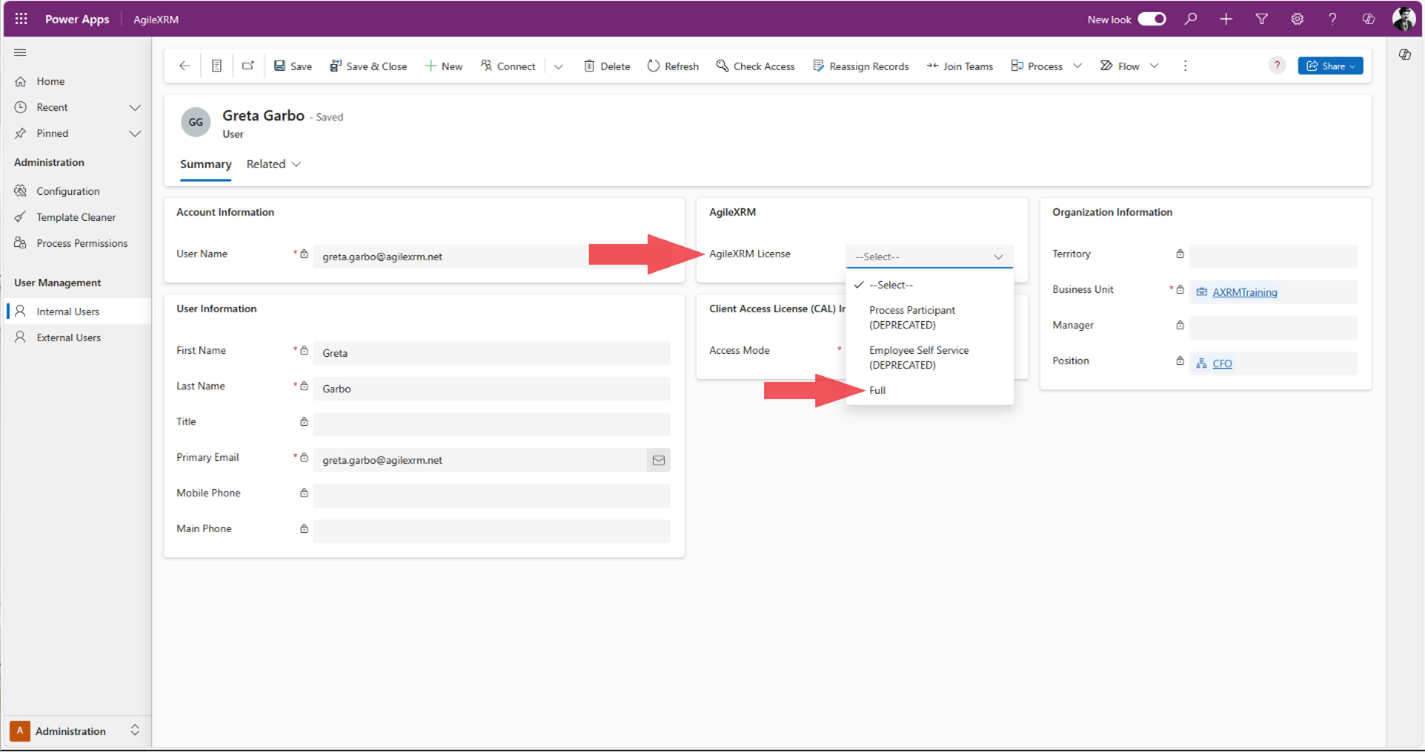 Power Apps AgileXRM New look
Home
Recent
Pinned
Administration
Configuration
Template Cleaner
Process Permissions
User Management
Internal Users
External Users
A Administration
Save Save & Close New Connect Delete Refresh Check Access Reassign Records Join Teams Process Flow ? Share
GG
Greta Garbo - Saved
User
Summary Related
Account Information
User Name * greta.garbo@agilexrm.net
User Information
First Name * Greta
Last Name * Garbo
Title
Primary Email * greta.garbo@agilexrm.net
Mobile Phone
Main Phone
AgileXRM
AgileXRM License --Select--
--Select--
Process Participant
(DEPRECATED)
Employee Self Service
(DEPRECATED)
Full
Client Access License (CAL) Ir
Access Mode *
Organization Information
Territory
Business Unit * AXRMTraining
Manager
Position CFO